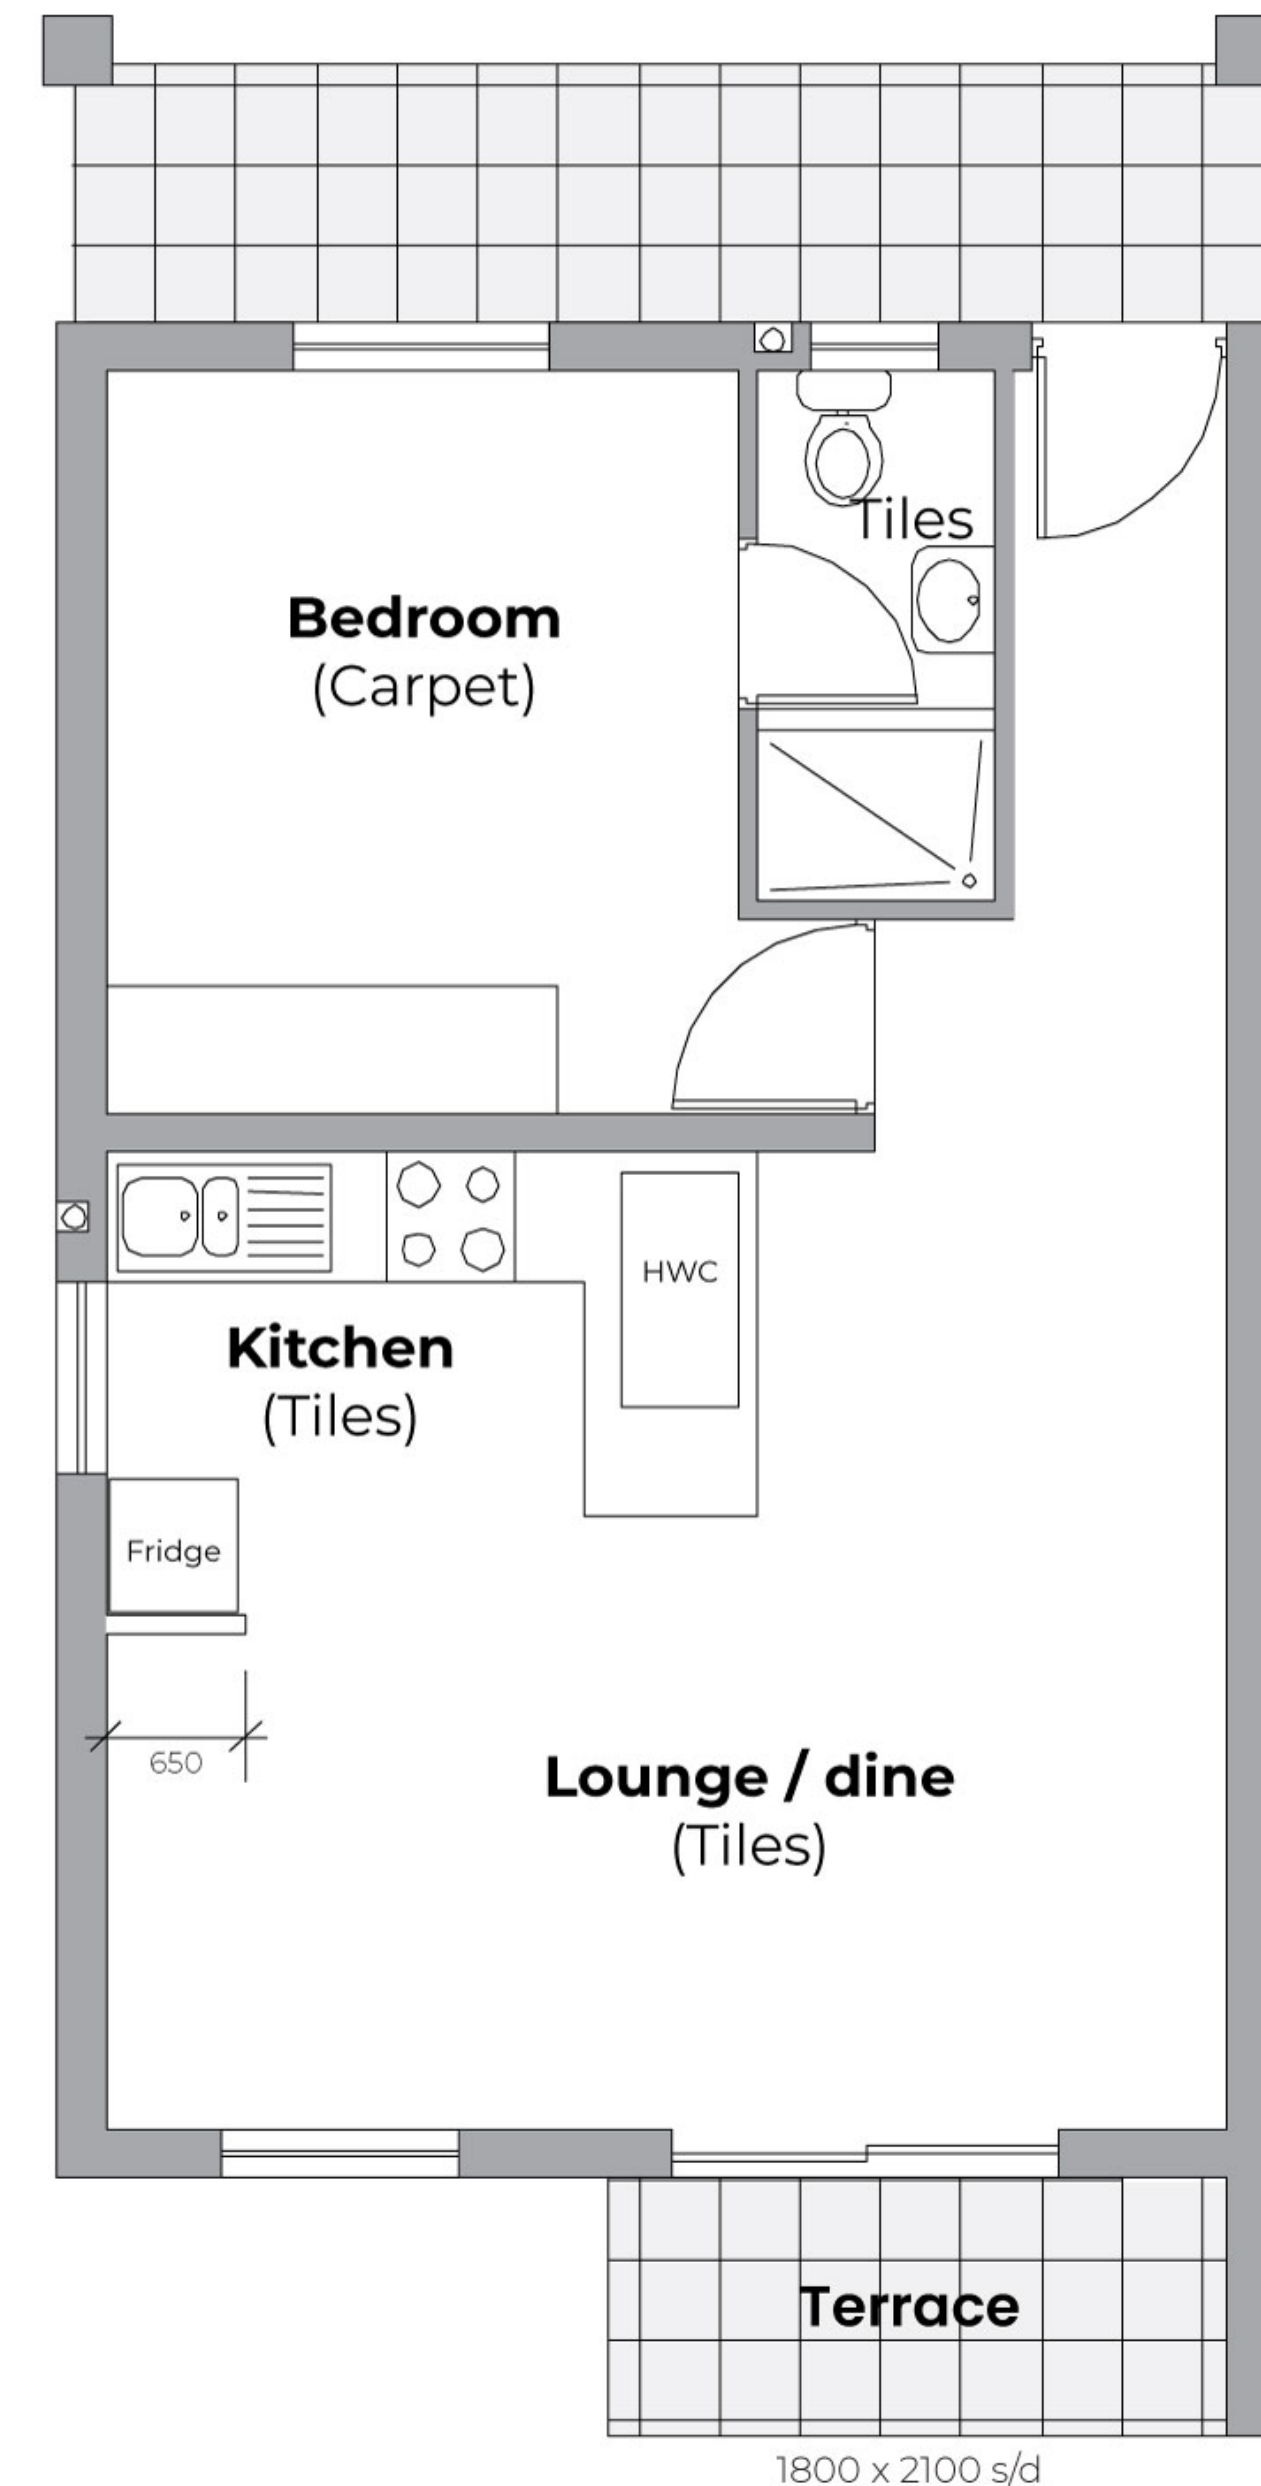 Tiles
Bedroom
(Carpet)
HWC
Kitchen
(Tiles)
Fridge
650
Lounge / dine
(Tiles)
Terrace
1800 x 2100 s/d